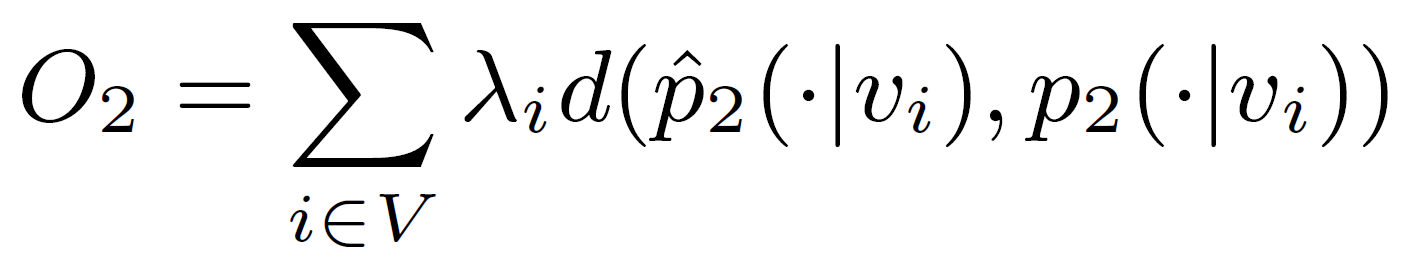 $O_2 = \sum_{i \in V} \lambda_i d(\hat{p}_2(\cdot|v_i), p_2(\cdot|v_i))$